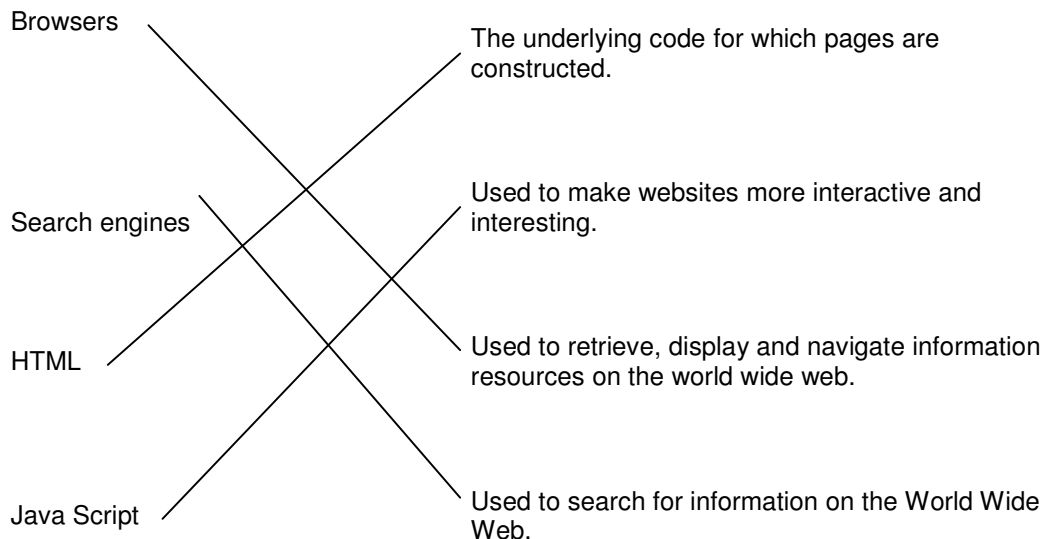 Browsers
The underlying code for which pages are
constructed.
Used to make websites more interactive and
interesting.
Search engines
Used to retrieve, display and navigate information
resources on the world wide web.
HTML
Used to search for information on the World Wide
Web.
Java Script